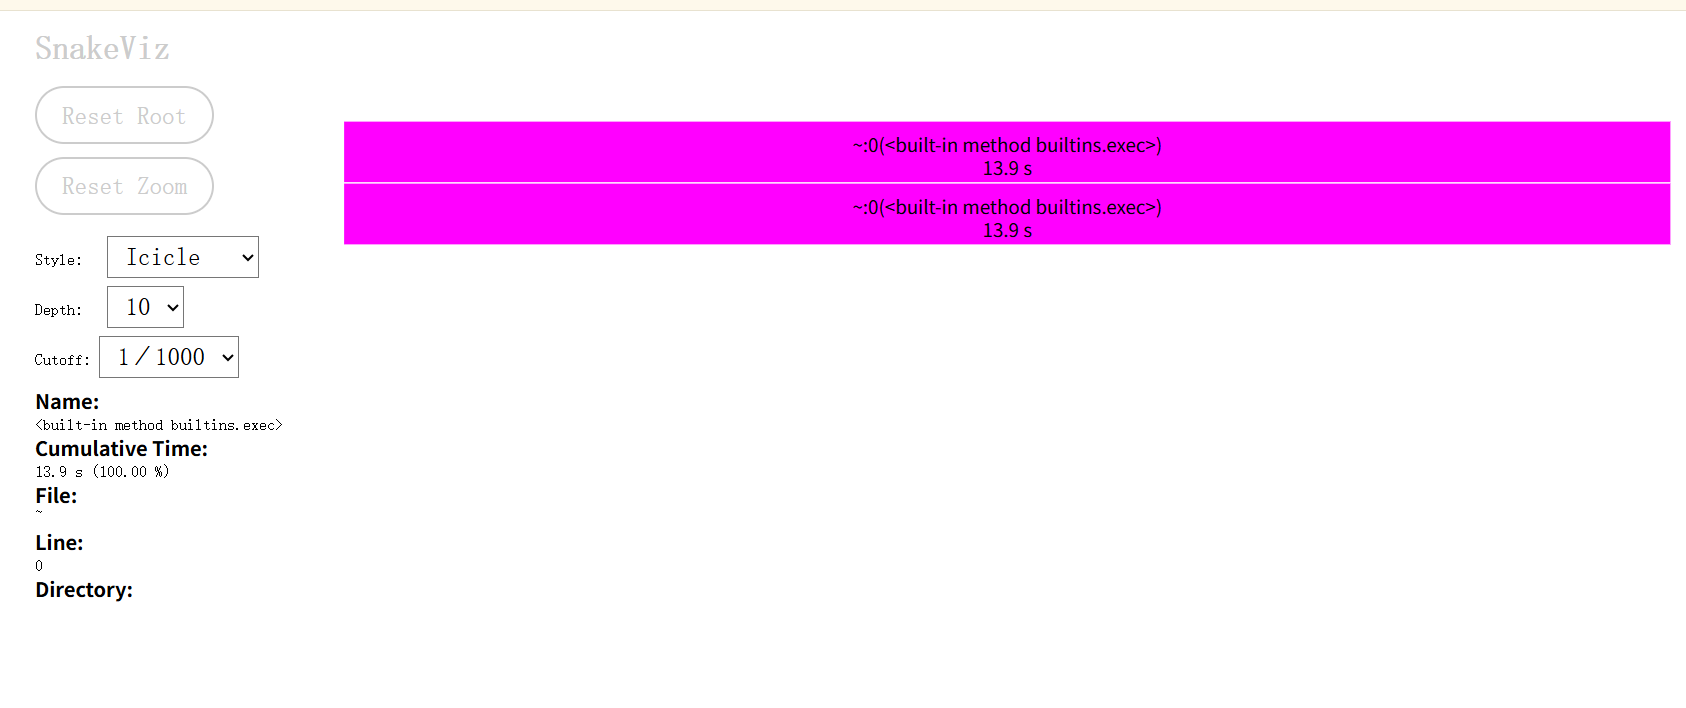 SnakeViz
Reset Root
Reset Zoom
Style: Icicle
Depth: 10
Cutoff: 1/1000
Name:
<built-in method builtins.exec>
Cumulative Time:
13.9 s (100.00 %)
File:
~
Line:
0
Directory:
~:0(<built-in method builtins.exec>)
13.9 s
~:0(<built-in method builtins.exec>)
13.9 s